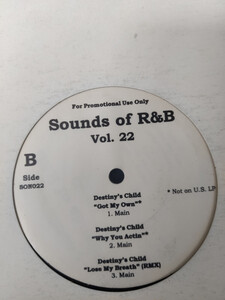 For Promotional Use Only
Sounds of R&B
Vol. 22
B
Side
SON022
Destiny's Child
"Got My Own"*
1. Main
* Not on U.S. LP
Destiny's Child
"Why You Actin"*
2. Main
Destiny's Child
"Lose My Breath" (RMX)
3. Main